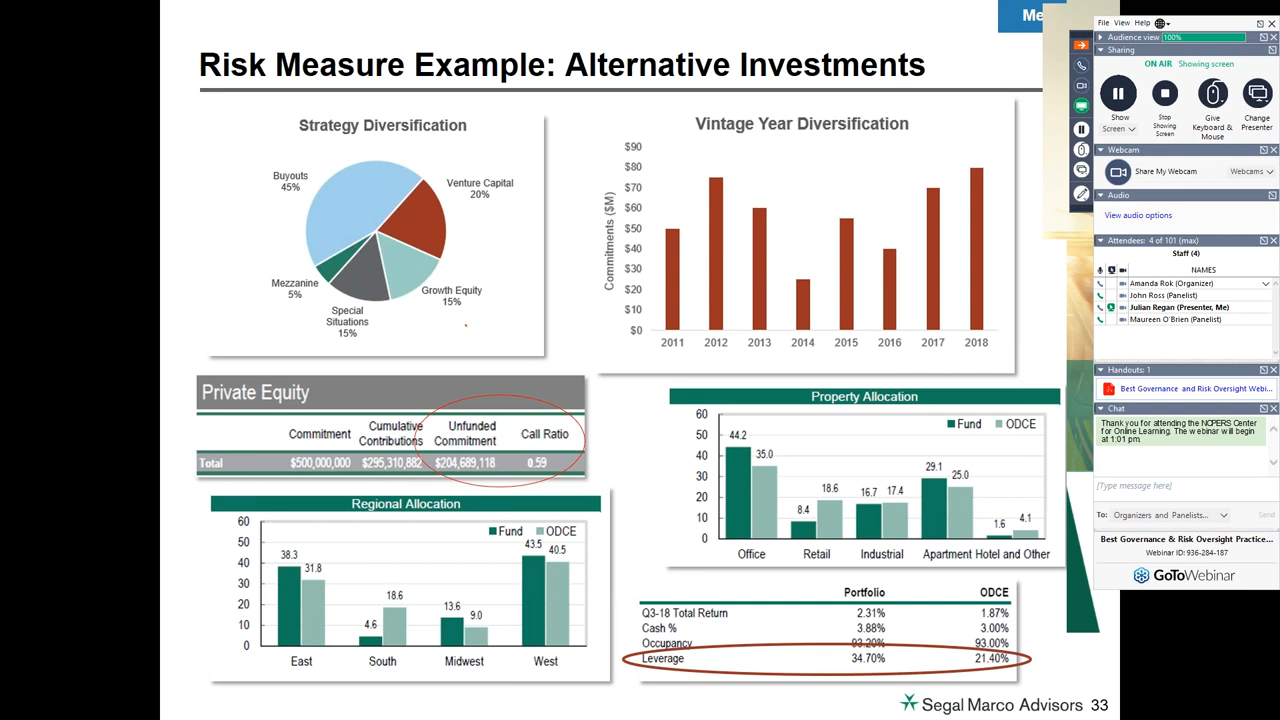 Me
Risk Measure Example: Alternative Investments
Strategy Diversification
Buyouts
45%
Venture Capital
20%
Mezzanine
5%
Growth Equity
15%
Special
Situations
15%
Vintage Year Diversification
Commitments ($M)
$90
$80
$70
$60
$50
$40
$30
$20
$10
$0
2011 2012 2013 2014 2015 2016 2017 2018
Private Equity
Commitment Cumulative Contributions Unfunded Commitment Call Ratio
Total $500,000,000 $295,310,882 $204,689,118 0.59
Property Allocation
Fund ODCE
60
50
40
30
20
10
0
44.2 35.0 8.4 18.6 16.7 17.4 29.1 25.0 1.6 4.1
Office Retail Industrial Apartment Hotel and Other
Regional Allocation
Fund ODCE
60
50
40
30
20
10
0
38.3 31.8 4.6 18.6 13.6 9.0 43.5 40.5
East South Midwest West
Portfolio ODCE
Q3-18 Total Return 2.31% 1.87%
Cash % 3.88% 3.00%
Occupancy 93.20% 93.00%
Leverage 34.70% 21.40%
Segal Marco Advisors 33
File View Help
Audience view 100%
Sharing
ON AIR Showing screen
Show
Screen
Stop
Showing
Screen
Give
Keyboard &
Mouse
Change
Presenter
Webcam
Share My Webcam Webcams
Audio
View audio options
Attendees: 4 of 101 (max)
Staff (4)
NAMES
Amanda Rok (Organizer)
John Ross (Panelist)
Julian Regan (Presenter, Me)
Maureen O'Brien (Panelist)
Handouts: 1
Best Governance and Risk Oversight Webi...
Chat
Thank you for attending the NCPERS Center
for Online Learning. The webinar will begin
at 1:01 pm.
[Type message here]
To: Organizers and Panelists... Send
Best Governance & Risk Oversight Practice...
Webinar ID: 936-284-187
GoToWebinar